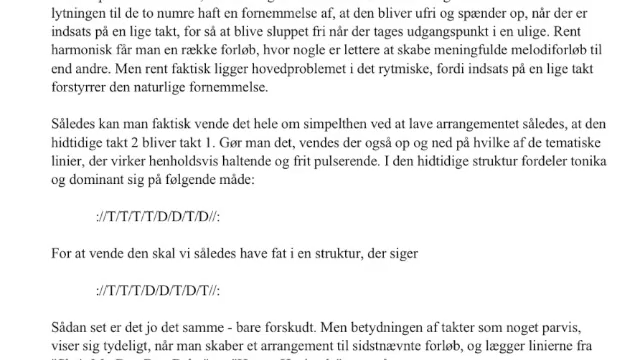 lytningen til de to numre haft en fornemmelse af, at den bliver ufri og spænder op, når der er
indsats på en lige takt, for så at blive sluppet fri når der tages udgangspunkt i en ulige. Rent
harmonisk får man en række forløb, hvor nogle er lettere at skabe meningfulde melodiforløb til
end andre. Men rent faktisk ligger hovedproblemet i det rytmiske, fordi indsats på en lige takt
forstyrrer den naturlige fornemmelse.
Således kan man faktisk vende det hele om simpelthen ved at lave arrangementet således, at den
hidtidige takt 2 bliver takt 1. Gør man det, vendes der også op og ned på hvilke af de tematiske
linier, der virker henholdsvis haltende og frit pulserende. I den hidtidige struktur fordeler tonika
og dominant sig på følgende måde:
://T/T/T/T/D/D/T/D//:
For at vende den skal vi således have fat i en struktur, der siger
://T/T/T/D/D/T/D/T//:
Sådan set er det jo det samme - bare forskudt. Men betydningen af takter som noget parvis,
viser sig tydeligt, når man skaber et arrangement til sidstnævnte forløb, og lægger linierne fra